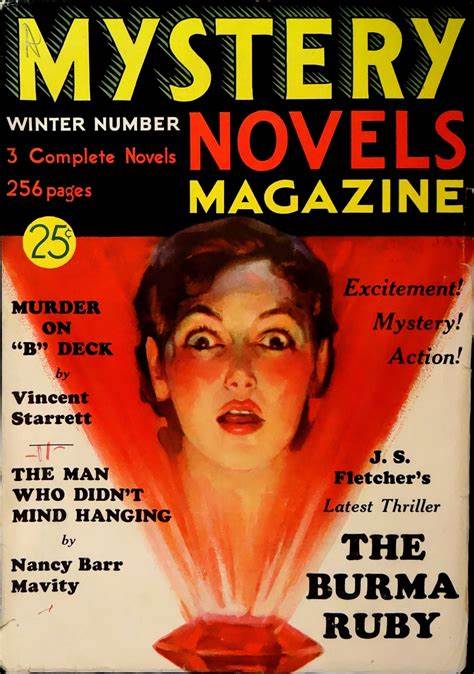 MYSTERY
WINTER NUMBER
NOVELS
3 Complete Novels
256 pages
MAGAZINE
25¢
MURDER
ON
"B" DECK
by
Vincent
Starrett
THE MAN
WHO DIDN'T
MIND HANGING
by
Nancy Barr
Mavity
Excitement!
Mystery!
Action!
J. S.
Fletcher's
Latest Thriller
THE
BURMA
RUBY